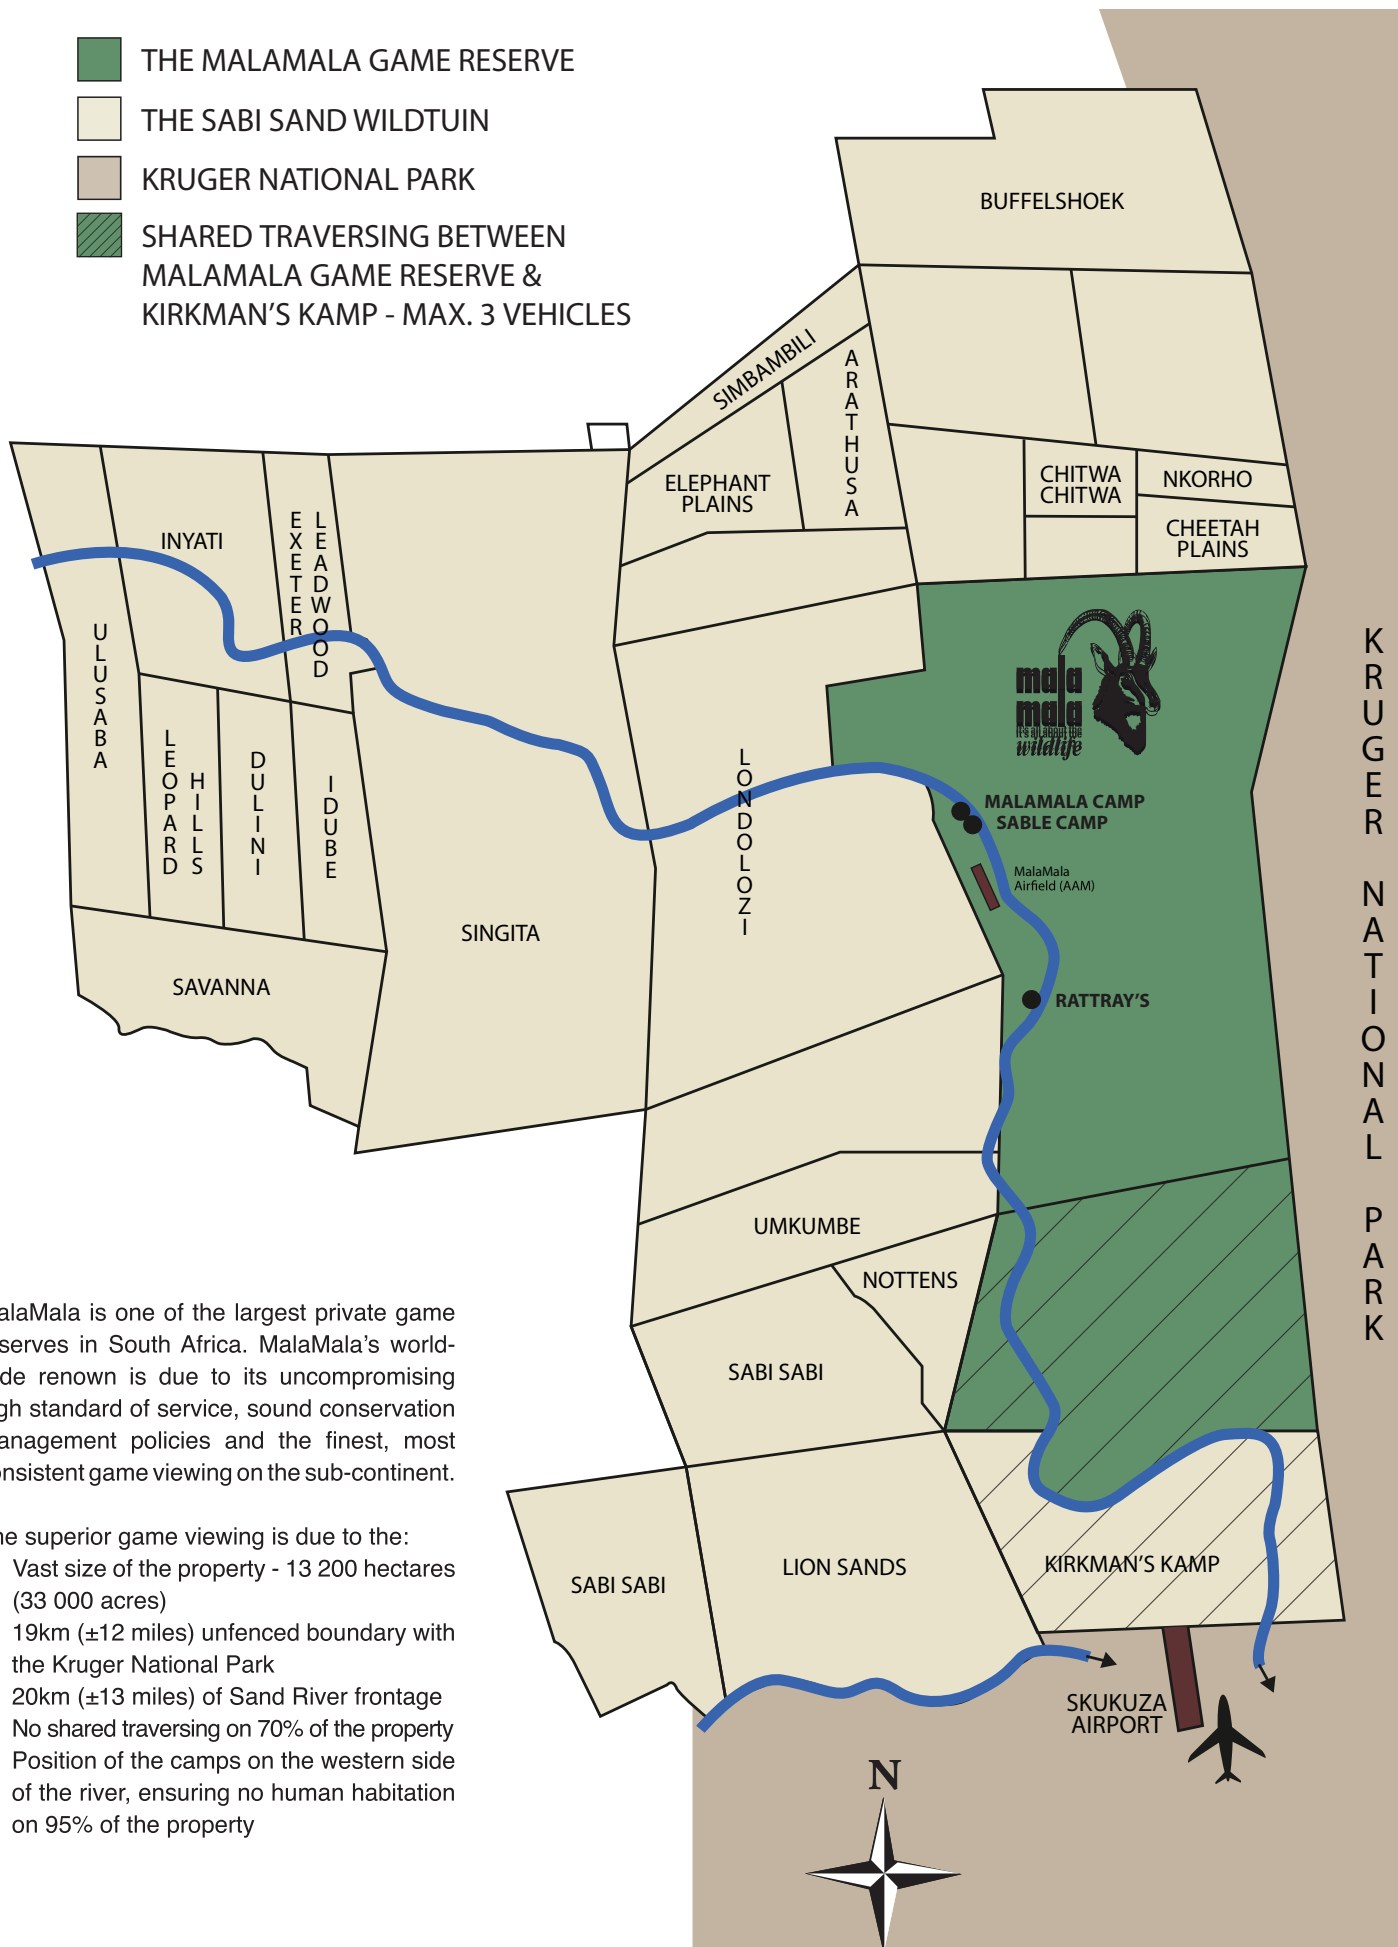 THE MALAMALA GAME RESERVE
THE SABI SAND WILDTUIN
KRUGER NATIONAL PARK
SHARED TRAVERSING BETWEEN
MALAMALA GAME RESERVE &
KIRKMAN'S KAMP - MAX. 3 VEHICLES
BUFFELSHOEK
SIMBAMBILI
ARATHUSA
ELEPHANT
PLAINS
CHITWA
CHITWA
NKORHO
CHEETAH
PLAINS
INYATI
EXETER
LEADWOOD
ULUSABA
LEOPARD
HILLS
DULINI
IDUBE
SAVANNA
SINGITA
LONDOLOZI
mala
mala
it's all about the
wildlife
MALAMALA CAMP
SABLE CAMP
MalaMala
Airfield (AAM)
RATTRAY'S
KRUGER NATIONAL PARK
UMKUMBE
NOTTENS
SABI SABI
LION SANDS
SABI SABI
KIRKMAN'S KAMP
SKUKUZA
AIRPORT
N
alaMala is one of the largest private game
serves in South Africa. MalaMala's world-
de renown is due to its uncompromising
gh standard of service, sound conservation
anagement policies and the finest, most
onsistent game viewing on the sub-continent.
ne superior game viewing is due to the:
Vast size of the property - 13 200 hectares
(33 000 acres)
19km (±12 miles) unfenced boundary with
the Kruger National Park
20km (±13 miles) of Sand River frontage
No shared traversing on 70% of the property
Position of the camps on the western side
of the river, ensuring no human habitation
on 95% of the property